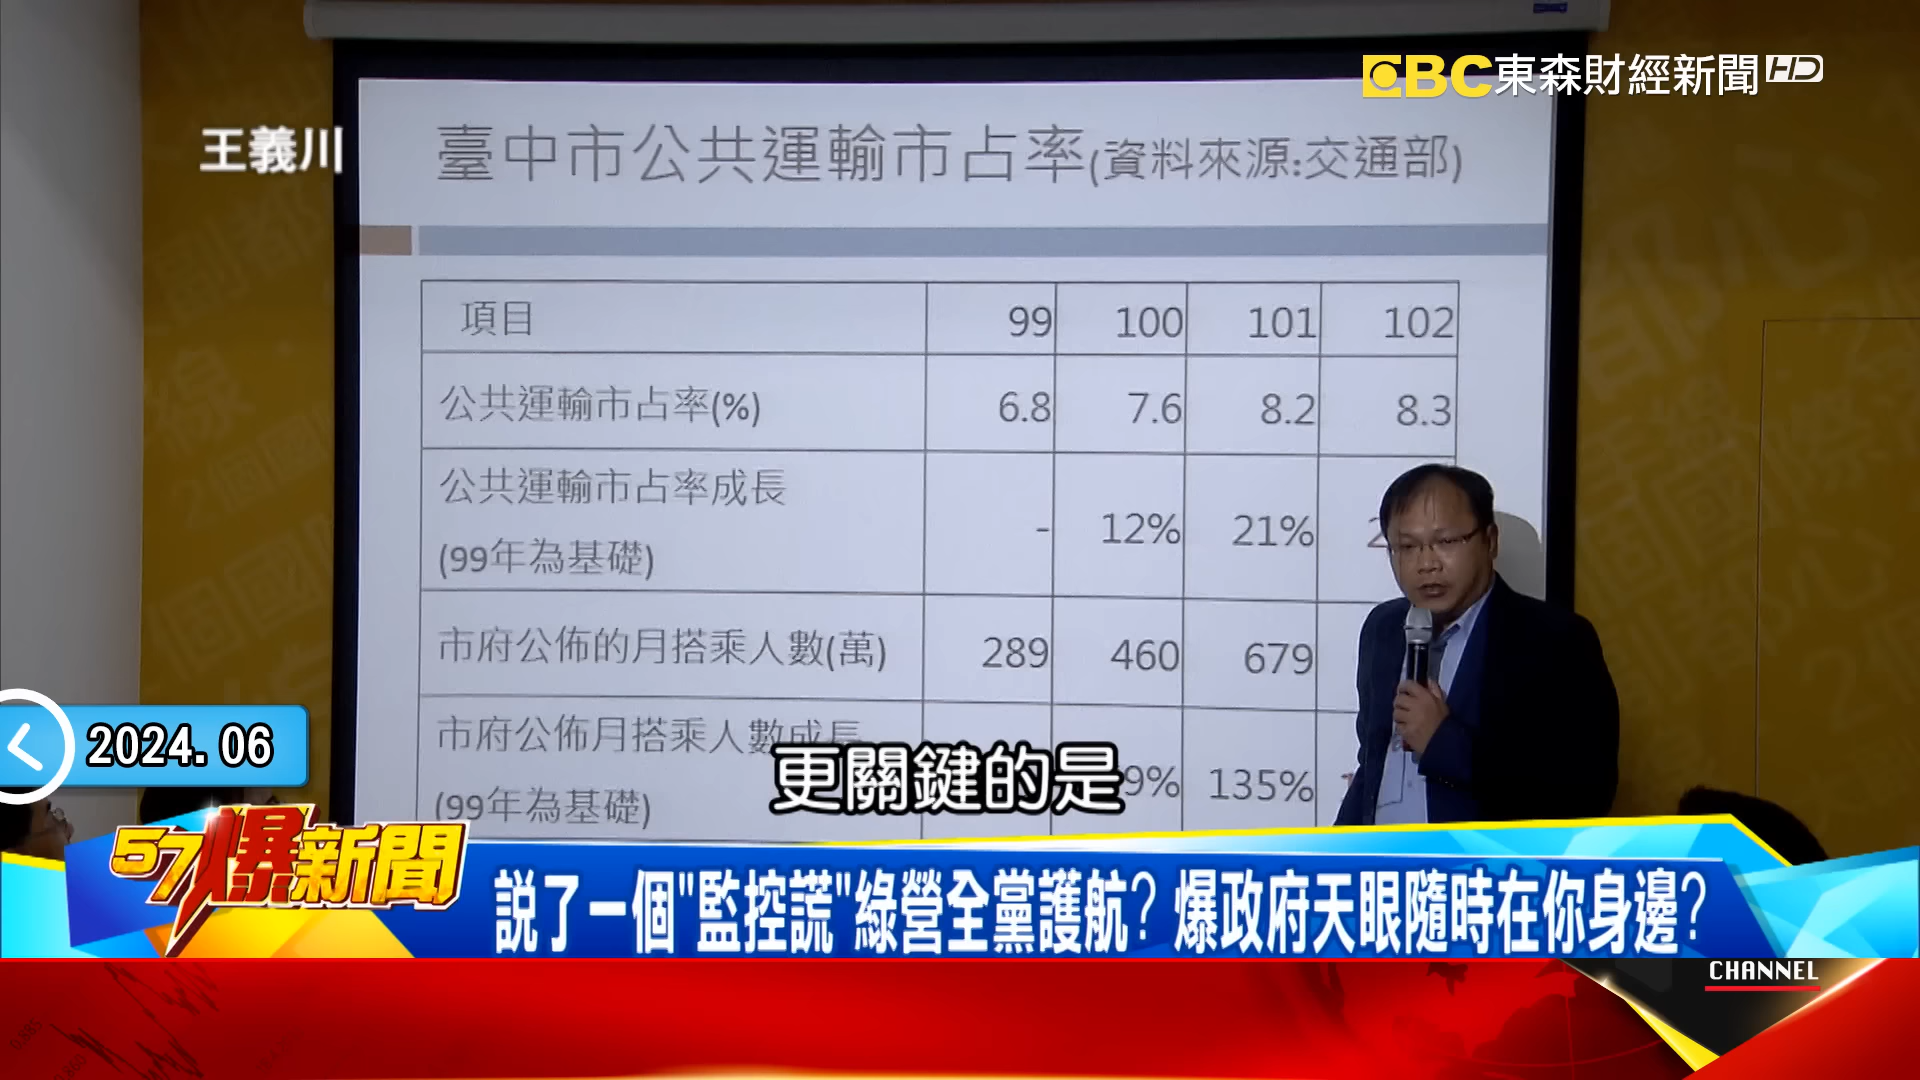 EBC東森財經新聞HD
王義川
臺中市公共運輸市占率(資料來源:交通部)
項目 99 100 101 102
公共運輸市占率(%) 6.8 7.6 8.2 8.3
公共運輸市占率成長
(99年為基礎) - 12% 21%
市府公佈的月搭乘人數(萬) 289 460 679
市府公佈月搭乘人數成長
(99年為基礎) 9% 135%
更關鍵的是
2024.06
57爆新聞
説了一個"監控謊"綠營全黨護航? 爆政府天眼隨時在你身邊?
CHANNEL